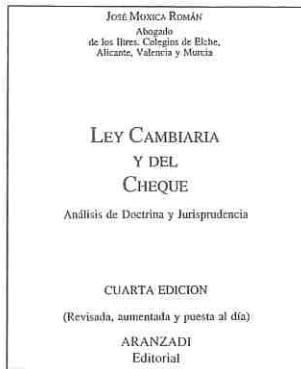 JOSÉ MOXICA ROMÁN
Abogado
de los Iltres. Colegios de Elche,
Alicante, Valencia y Murcia
LEY CAMBIARIA
Y DEL
CHEQUE
Análisis de Doctrina y Jurisprudencia
CUARTA EDICION
(Revisada, aumentada y puesta al día)
ARANZADI
Editorial